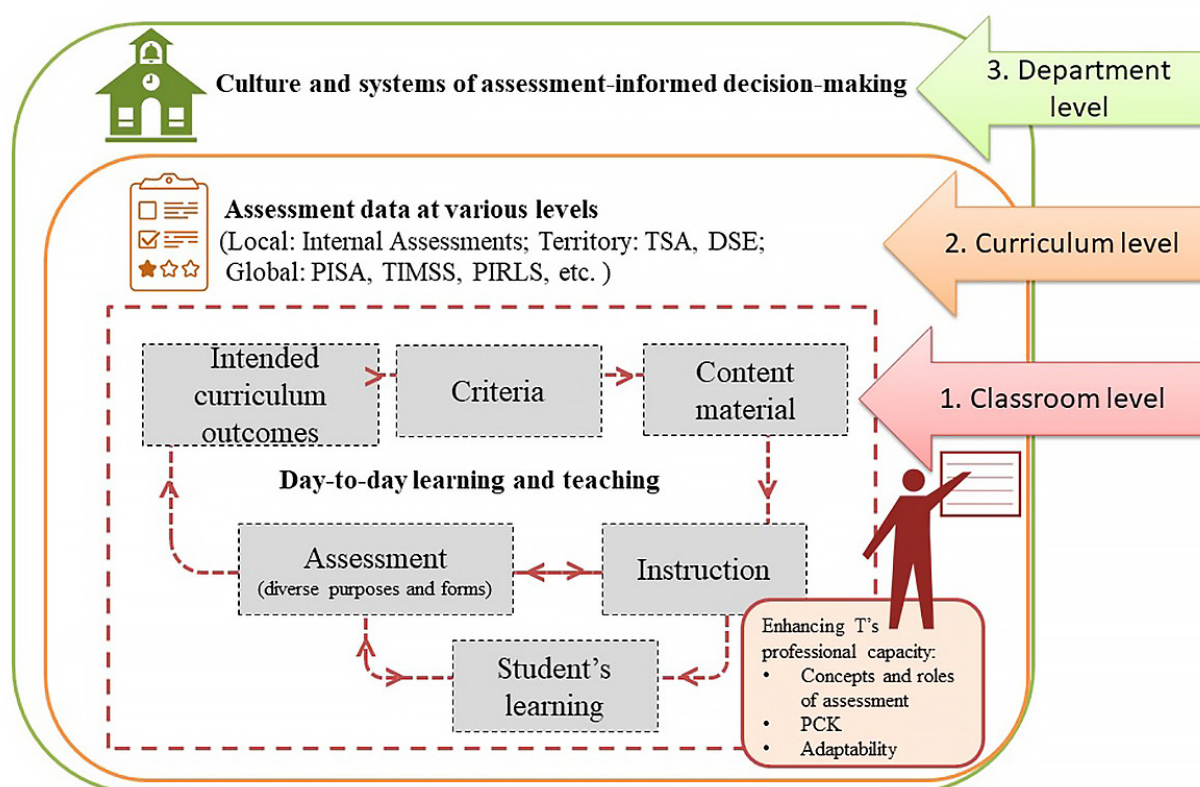 Culture and systems of assessment-informed decision-making
3. Department
level
Assessment data at various levels
(Local: Internal Assessments; Territory: TSA, DSE;
Global: PISA, TIMSS, PIRLS, etc. )
2. Curriculum level
Intended
curriculum
outcomes
Criteria
Content
material
1. Classroom level
Day-to-day learning and teaching
Assessment
(diverse purposes and forms)
Instruction
Student’s
learning
Enhancing T’s
professional capacity:
• Concepts and roles
of assessment
• PCK
• Adaptability